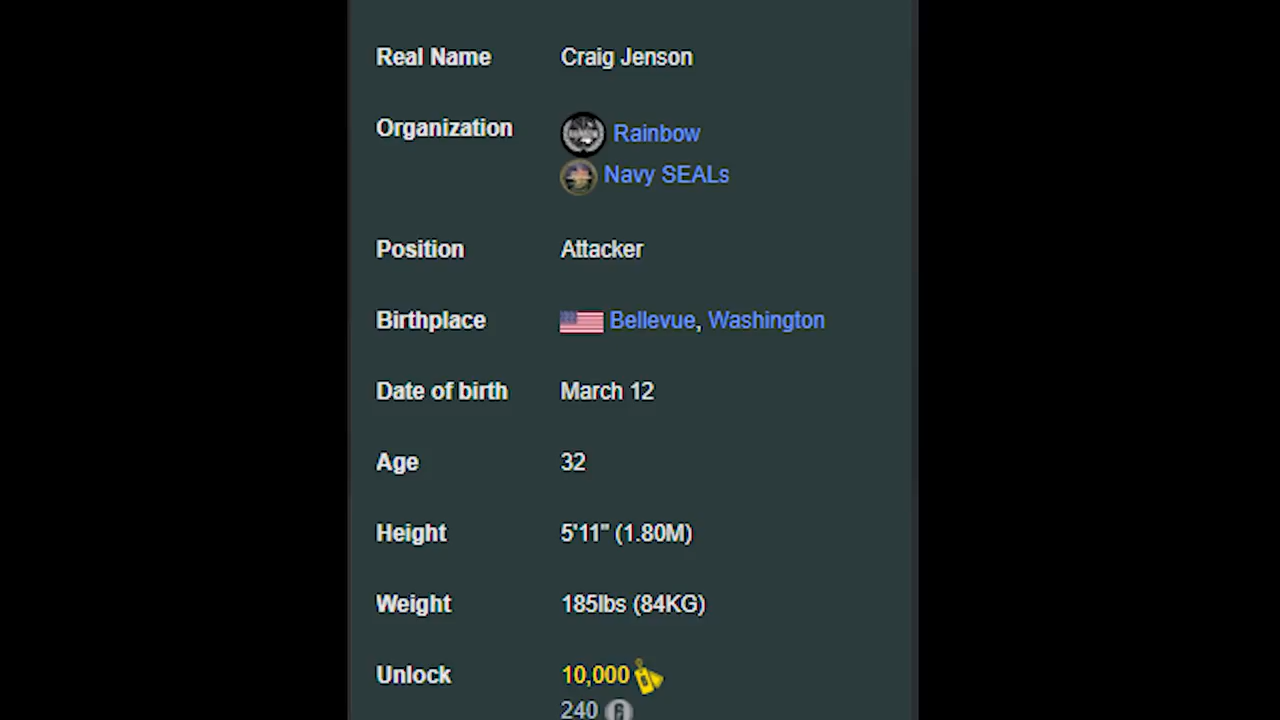 Real Name Craig Jenson
Organization Rainbow
Navy SEALs
Position Attacker
Birthplace Bellevue, Washington
Date of birth March 12
Age 32
Height 5'11" (1.80M)
Weight 185lbs (84KG)
Unlock 10,000
240